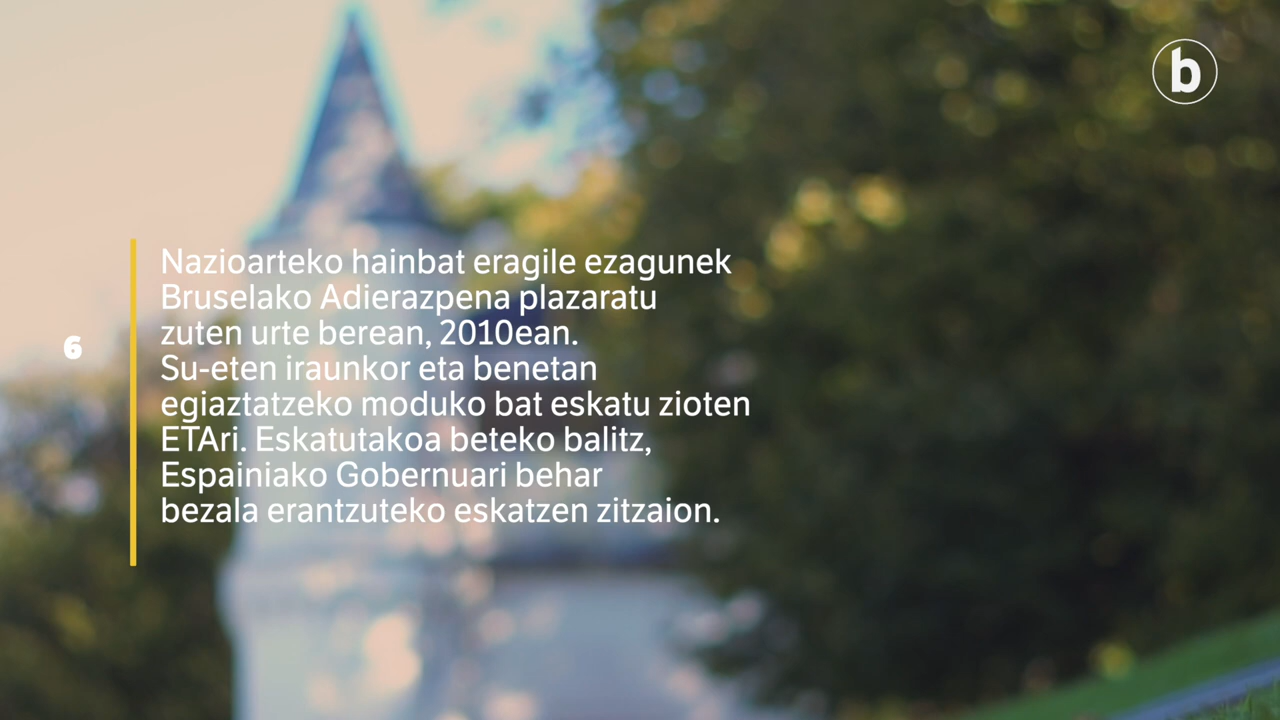 b
6
Nazioarteko hainbat eragile ezagunek
Bruselako Adierazpena plazaratu
zuten urte berean, 2010ean.
Su-eten iraunkor eta benetan
egiaztatzeko moduko bat eskatu zioten
ETAri. Eskatutakoa beteko balitz,
Espainiako Gobernuari behar
bezala erantzuteko eskatzen zitzaion.